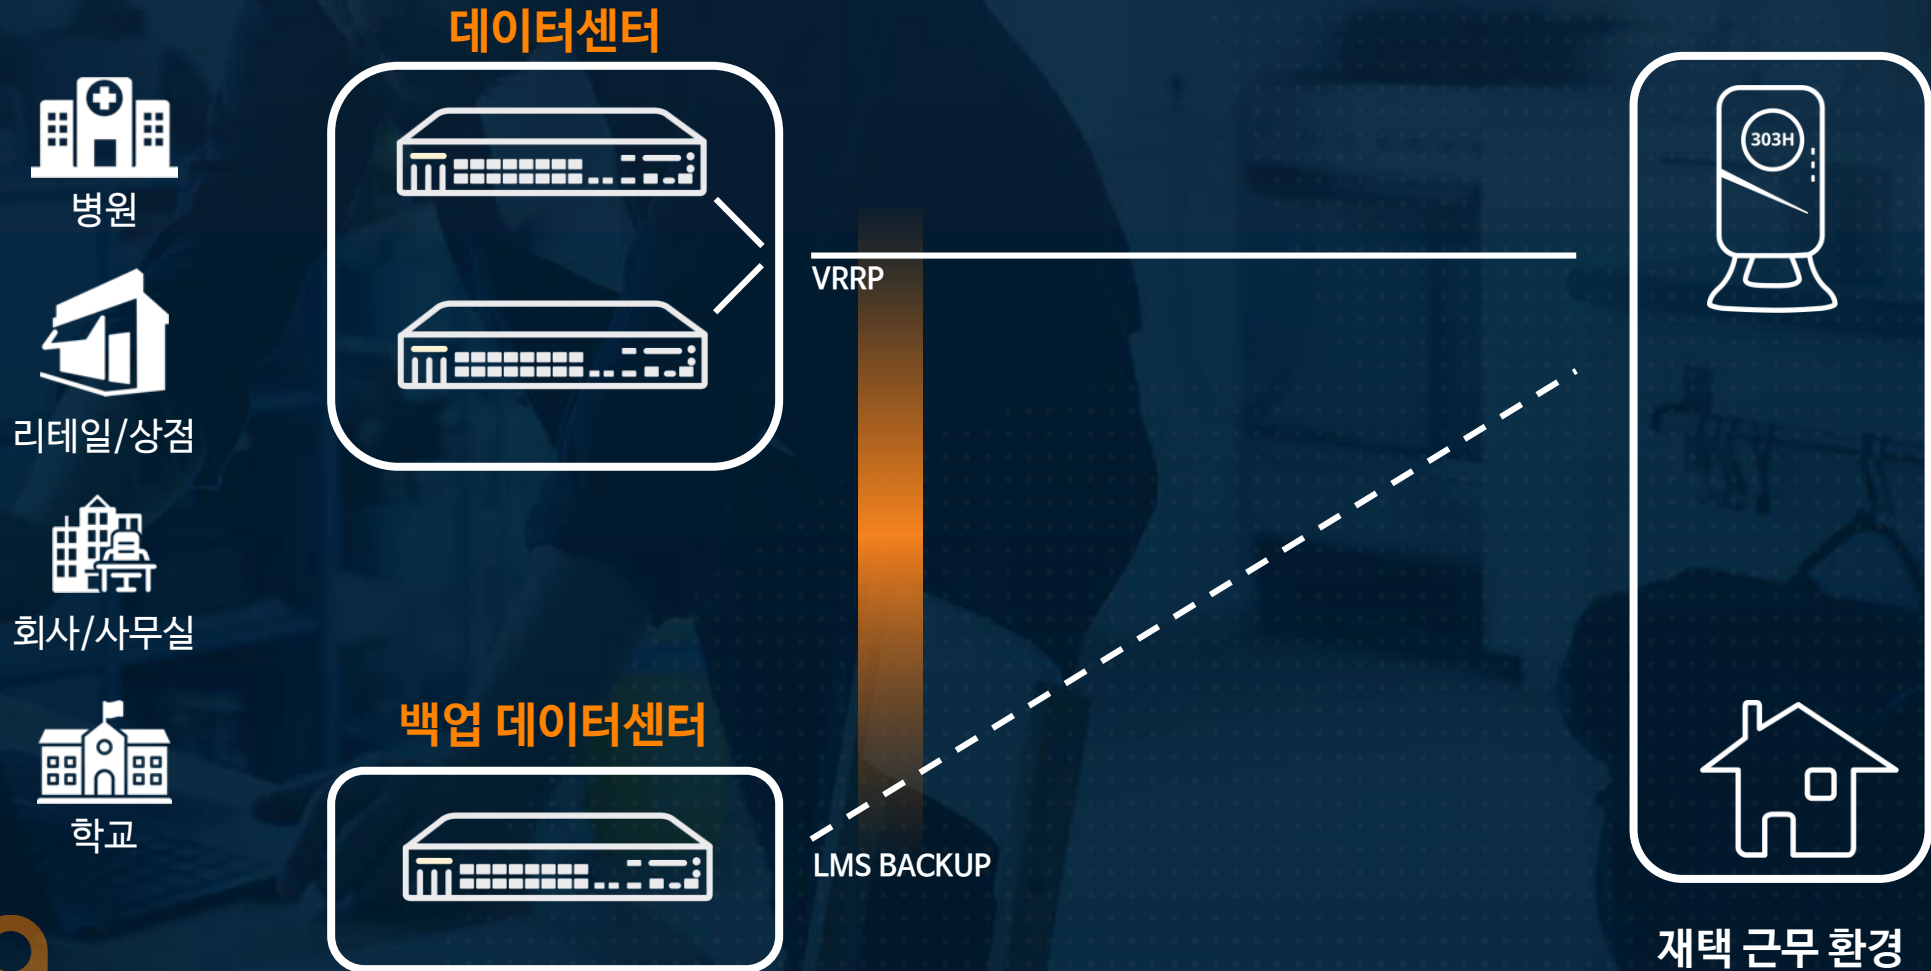 데이터센터
병원
303H
VRRP
리테일/상점
회사/사무실
백업 데이터센터
학교
LMS BACKUP
재택 근무 환경